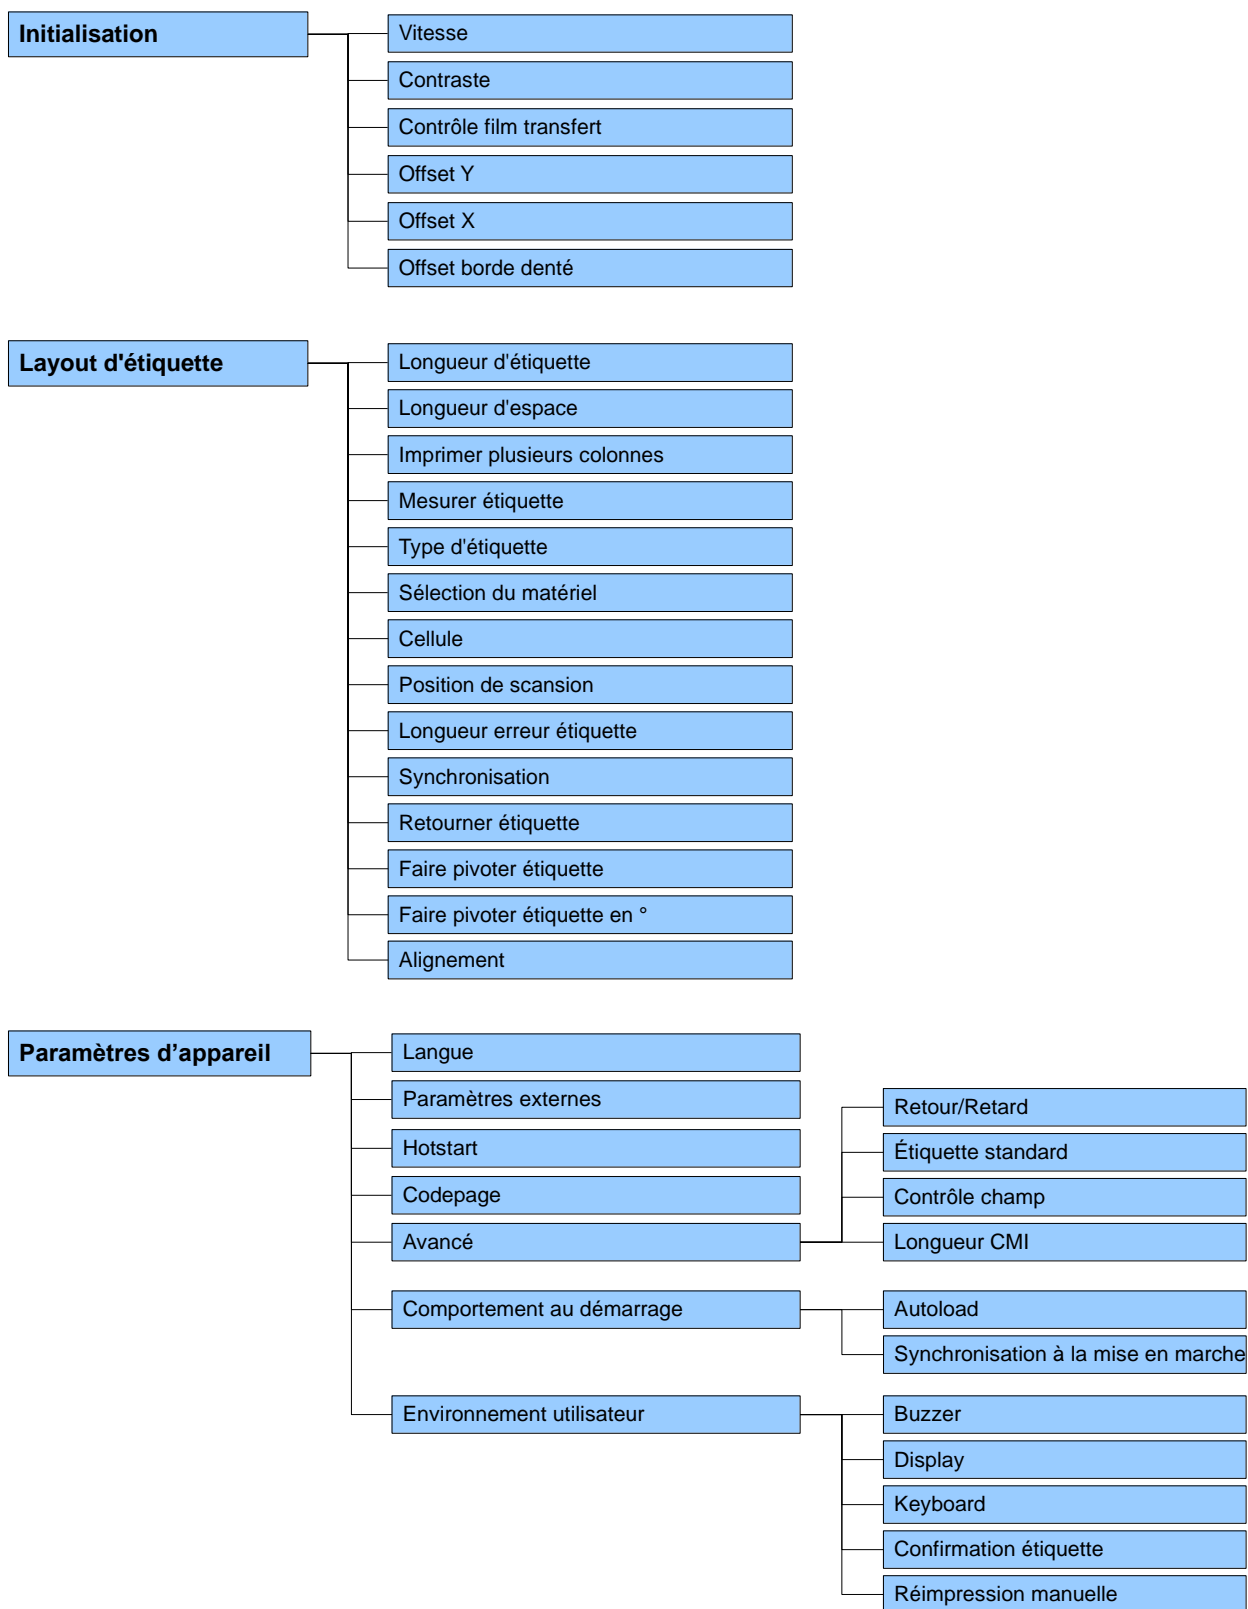 Initialisation
Vitesse
Contraste
Contrôle film transfert
Offset Y
Offset X
Offset borde denté
Layout d'étiquette
Longueur d'étiquette
Longueur d'espace
Imprimer plusieurs colonnes
Mesurer étiquette
Type d'étiquette
Sélection du matériel
Cellule
Position de scansion
Longueur erreur étiquette
Synchronisation
Retourner étiquette
Faire pivoter étiquette
Faire pivoter étiquette en °
Alignement
Paramètres d’appareil
Langue
Paramètres externes
Hotstart
Codepage
Avancé
Retour/Retard
Étiquette standard
Contrôle champ
Longueur CMI
Comportement au démarrage
Autoload
Synchronisation à la mise en marche
Environnement utilisateur
Buzzer
Display
Keyboard
Confirmation étiquette
Réimpression manuelle